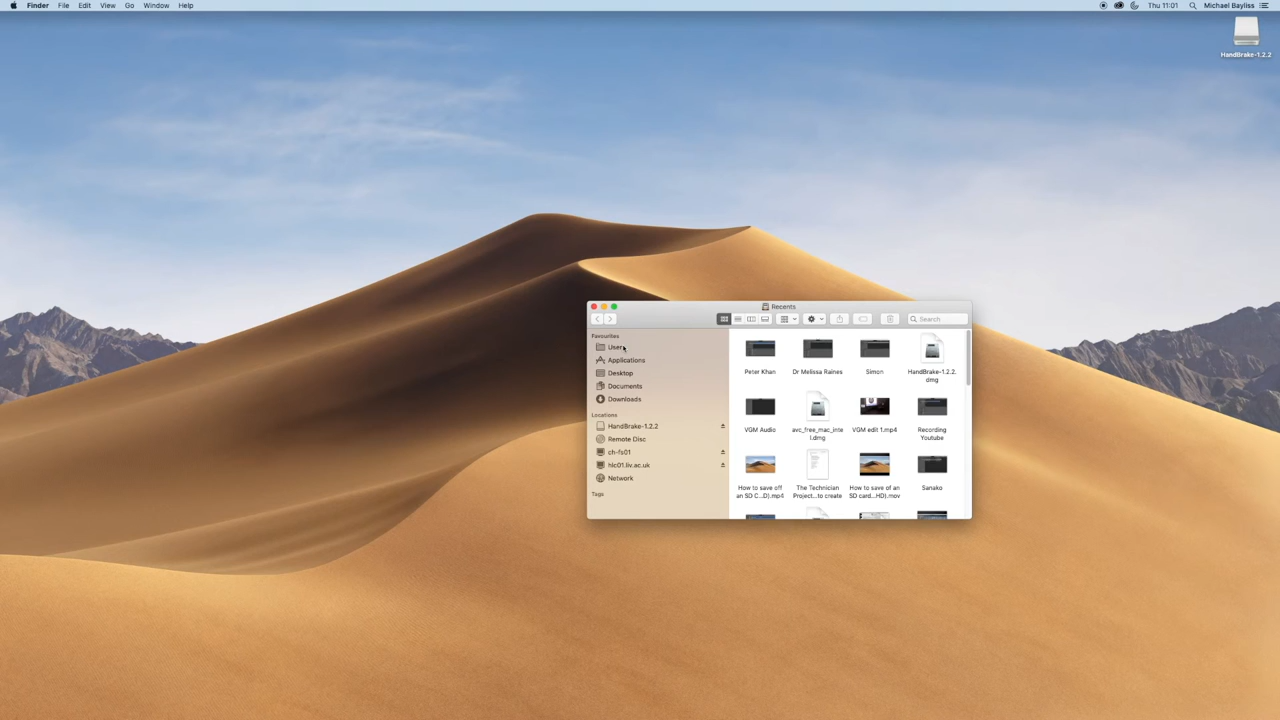 Finder File Edit View Go Window Help
Thu 11:01 Michael Bayliss
HandBrake-1.2.2
Recents
Search
Favourites
Users
Applications
Desktop
Documents
Downloads
Locations
HandBrake-1.2.2
Remote Disc
ch-fs01
hlc01.liv.ac.uk
Network
Tags
Peter Khan
Dr Melissa Raines
Simon
HandBrake-1.2.2.
dmg
VGM Audio
avc_free_mac_inte
l.dmg
VGM edit 1.mp4
Recording
Youtube
How to save off
an SD C...D).mp4
The Technician
Project...to create
How to save of an
SD card...HD).mov
Sanako